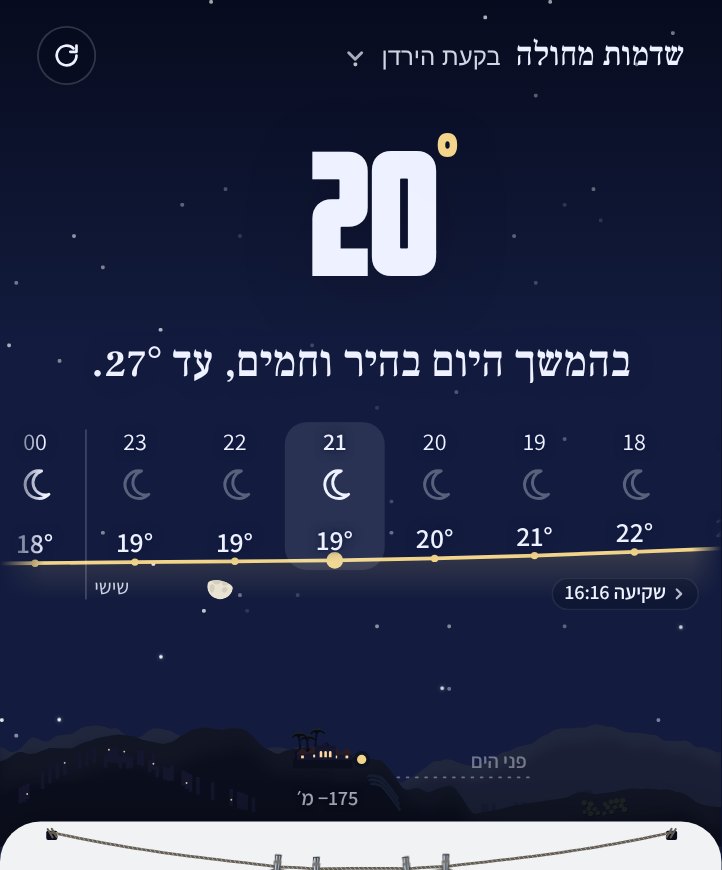 שדמות מחולה בקעת הירדן
20°
בהמשך היום בהיר וחמים, עד 27°.
18 19 20 21 22 23 00
22° 21° 20° 19° 19° 19° 18°
שקיעה 16:16
שישי
פני הים
−175 מ׳